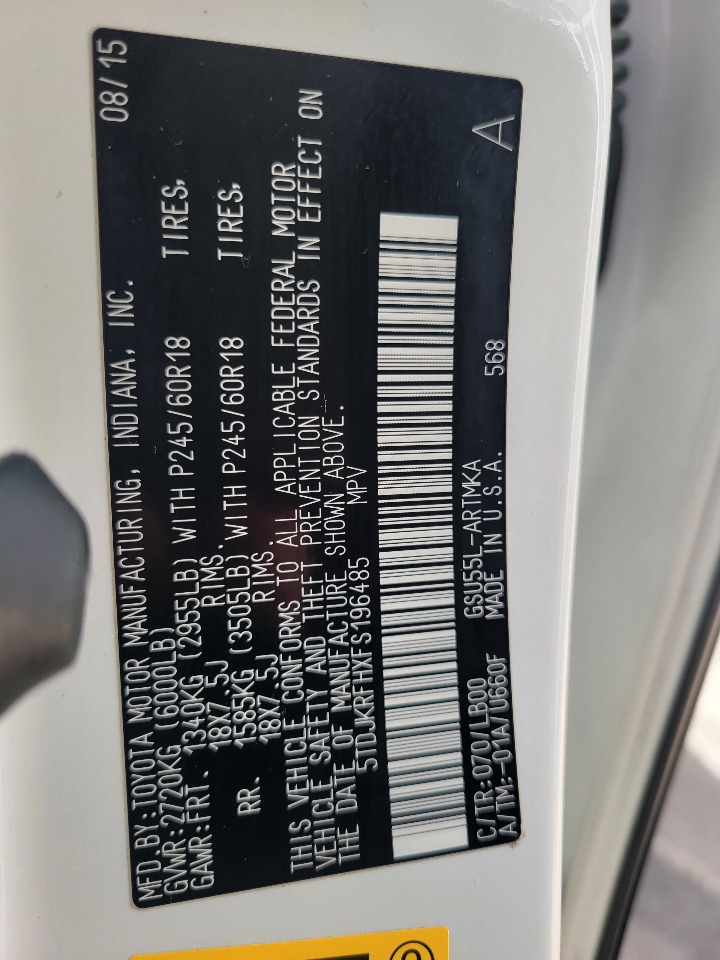 MFD.BY:TOYOTA MOTOR MANUFACTURING, INDIANA, INC. 08/15
GVWR:2720KG (6000LB)
GAWR:FRT. 1340KG (2955LB) WITH P245/60R18 TIRES,
18X7.5J RIMS.
RR. 1585KG (3505LB) WITH P245/60R18 TIRES,
18X7.5J RIMS.
THIS VEHICLE CONFORMS TO ALL APPLICABLE FEDERAL MOTOR
VEHICLE SAFETY AND THEFT PREVENTION STANDARDS IN EFFECT ON
THE DATE OF MANUFACTURE SHOWN ABOVE.
5TDJKRFHXFS196485 MPV
C/TR:070/LB00 GSU55L-ARTMKA
A/TM:-01A/U660F MADE IN U.S.A. 568 A